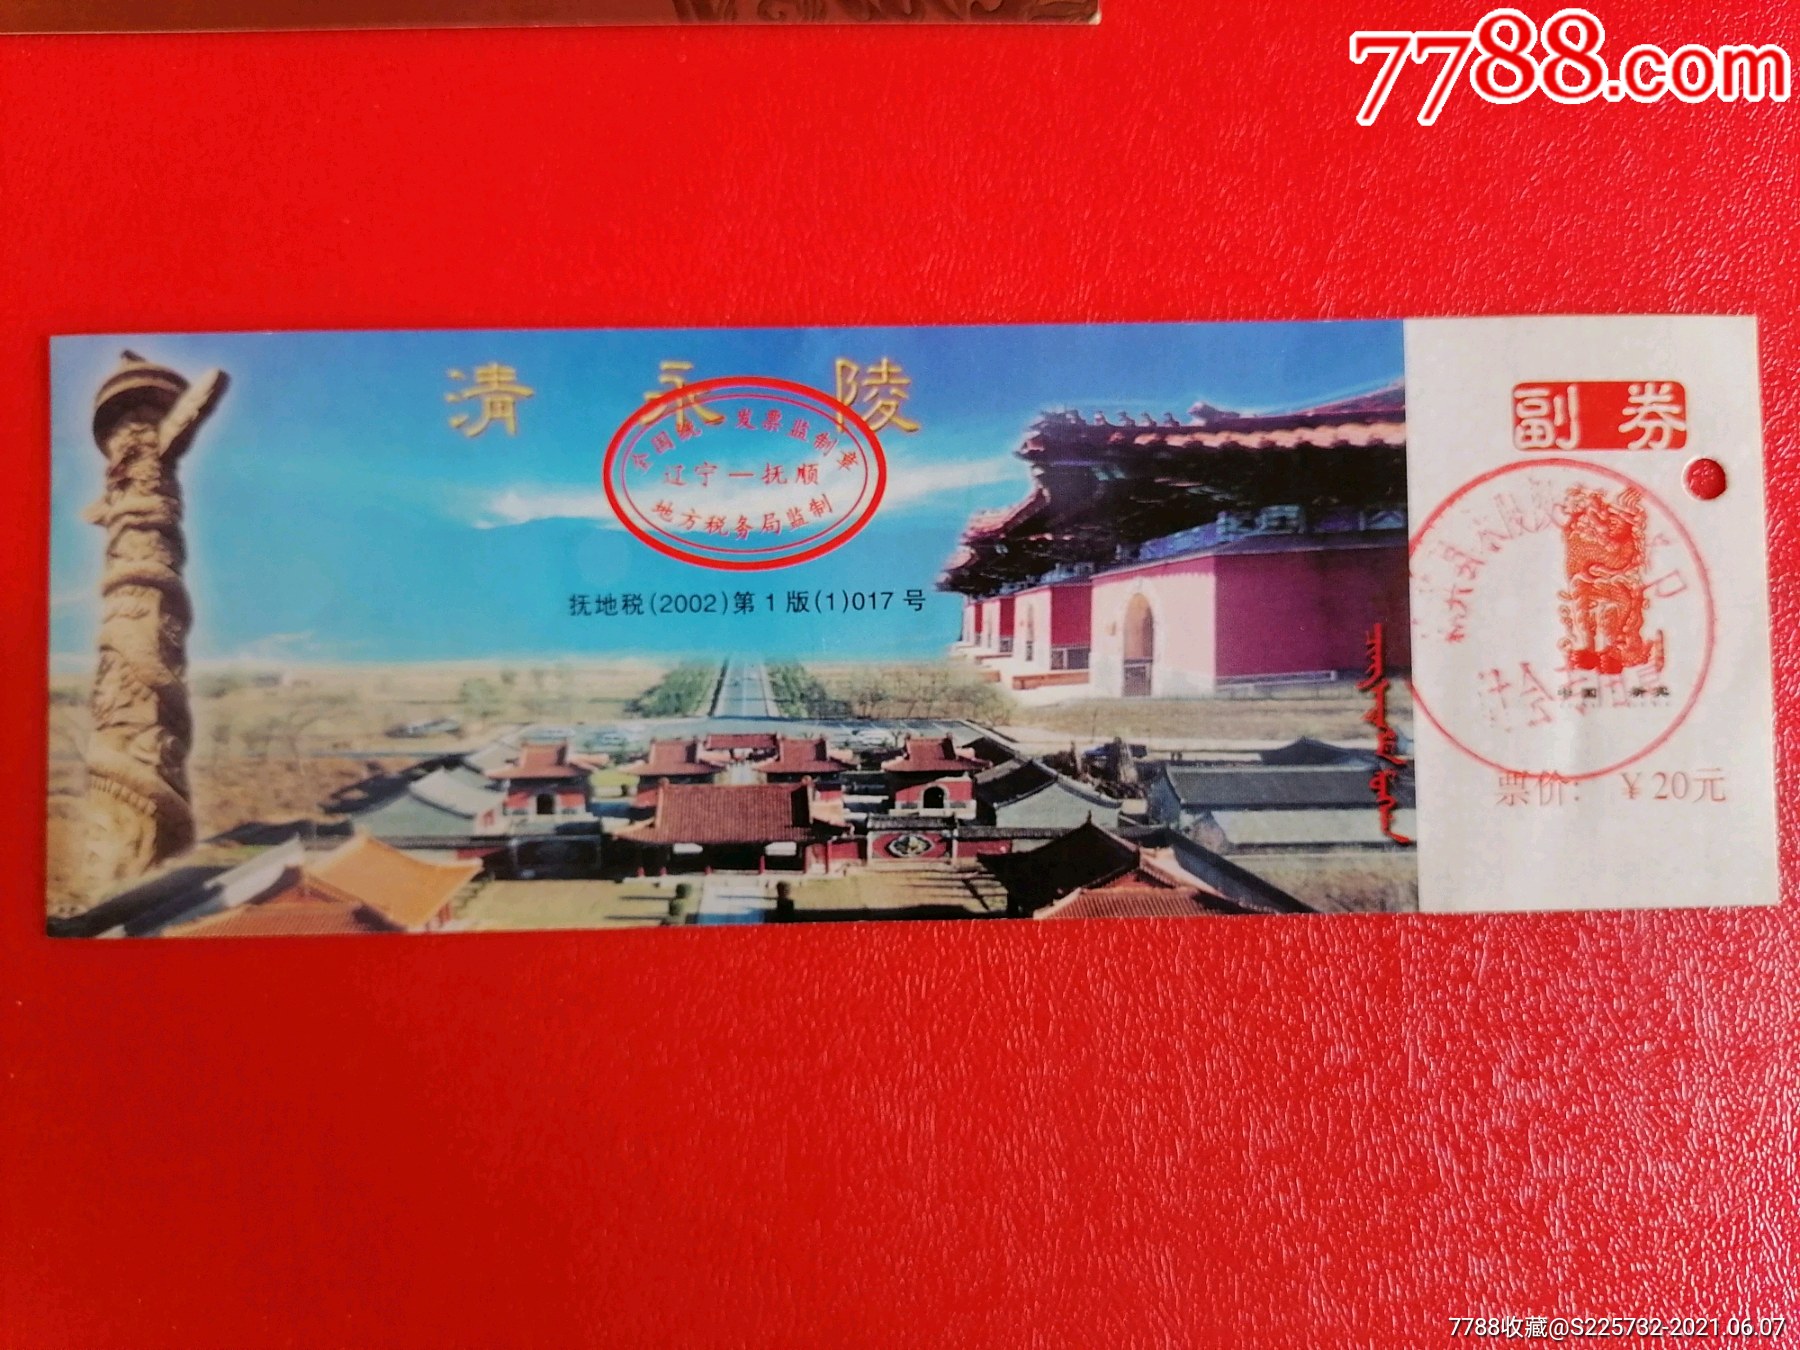 7788.com
清永陵
全国统一发票监制章
辽宁—抚顺
地方税务局监制
抚地税(2002)第1版(1)017号
副券
票价: ￥20元
7788收藏@S225732-2021.06.07